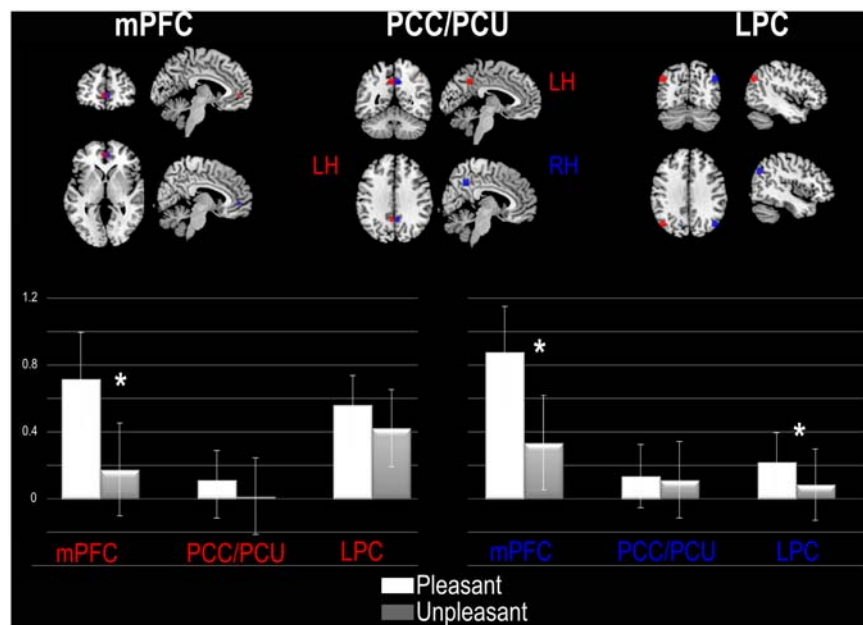 mPFC PCC/PCU LPC
LH
LH RH
1.2
* *
0.8
*
0.4
0
mPFC PCC/PCU LPC mPFC PCC/PCU LPC
Pleasant
Unpleasant